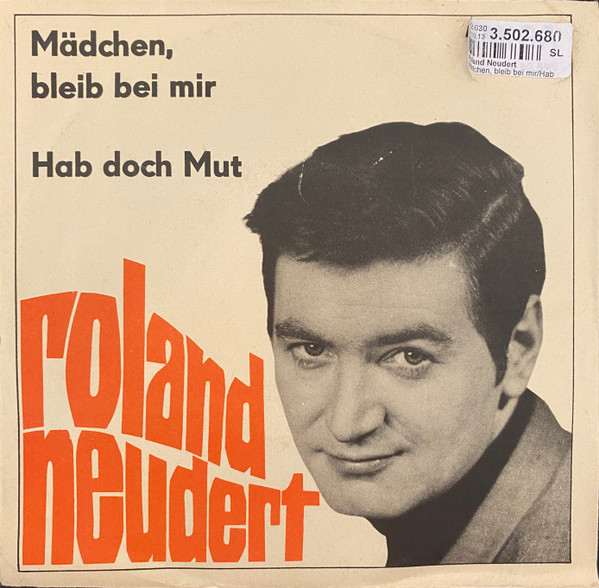 Mädchen,
bleib bei mir
Hab doch Mut
3.502.680
SL
Roland Neudert
Mädchen, bleib bei mir/Hab
roland
neudert